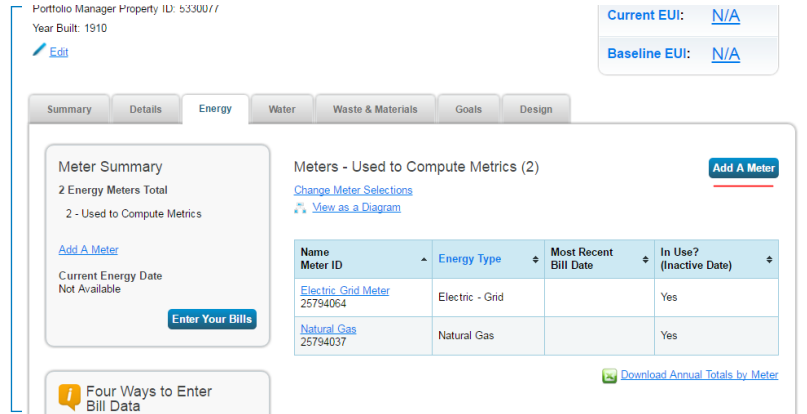 Portfolio Manager Property ID: 5330077
Year Built: 1910
Edit
Current EUI: N/A
Baseline EUI: N/A
Summary Details Energy Water Waste & Materials Goals Design
Meter Summary
2 Energy Meters Total
2 - Used to Compute Metrics
Add A Meter
Current Energy Date
Not Available
Enter Your Bills
Four Ways to Enter
Bill Data
Meters - Used to Compute Metrics (2)
Add A Meter
Change Meter Selections
View as a Diagram
Name
Meter ID
Energy Type
Most Recent
Bill Date
In Use?
(Inactive Date)
Electric Grid Meter
25794064
Electric - Grid
Yes
Natural Gas
25794037
Natural Gas
Yes
Download Annual Totals by Meter